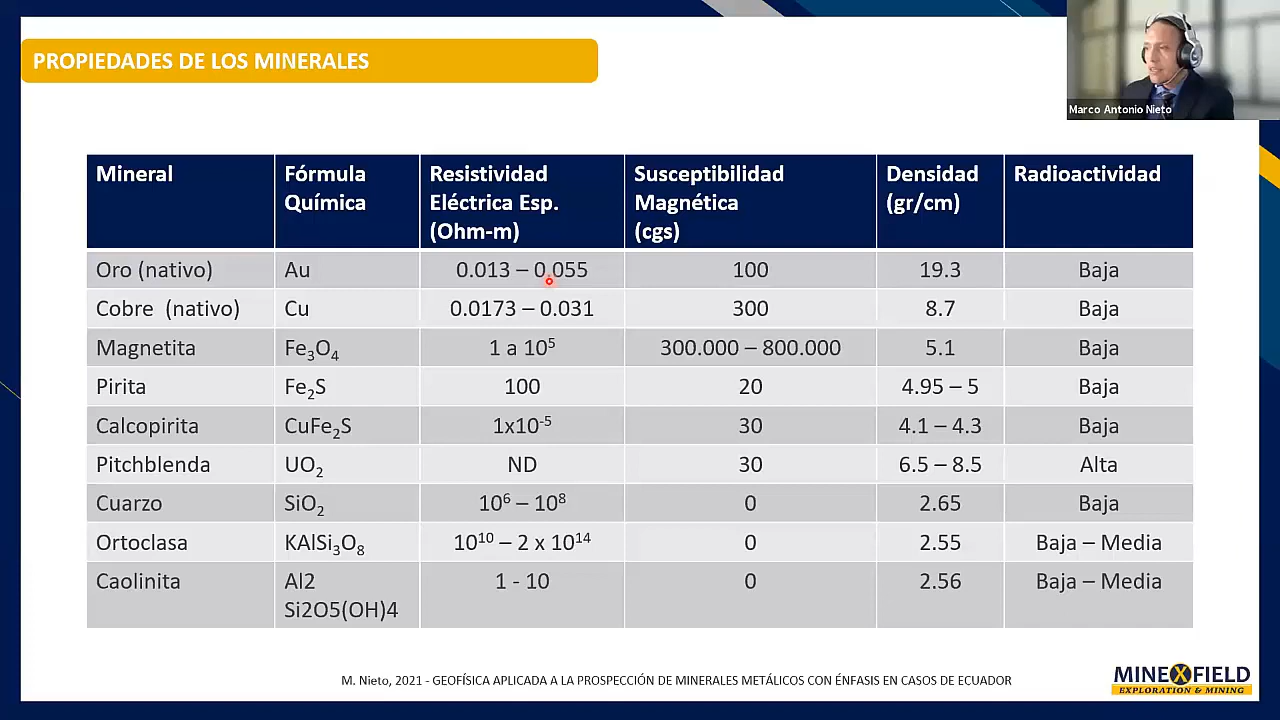 PROPIEDADES DE LOS MINERALES
Marco Antonio Nieto
Mineral Fórmula Química Resistividad Eléctrica Esp. (Ohm-m) Susceptibilidad Magnética (cgs) Densidad (gr/cm) Radioactividad
Oro (nativo) Au 0.013 – 0.055 100 19.3 Baja
Cobre (nativo) Cu 0.0173 – 0.031 300 8.7 Baja
Magnetita Fe₃O₄ 1 a 10⁵ 300.000 – 800.000 5.1 Baja
Pirita Fe₂S 100 20 4.95 – 5 Baja
Calcopirita CuFe₂S 1x10⁻⁵ 30 4.1 – 4.3 Baja
Pitchblenda UO₂ ND 30 6.5 – 8.5 Alta
Cuarzo SiO₂ 10⁶ – 10⁸ 0 2.65 Baja
Ortoclasa KAlSi₃O₈ 10¹⁰ – 2 x 10¹⁴ 0 2.55 Baja – Media
Caolinita Al2 Si2O5(OH)4 1 - 10 0 2.56 Baja – Media
M. Nieto, 2021 - GEOFÍSICA APLICADA A LA PROSPECCIÓN DE MINERALES METÁLICOS CON ÉNFASIS EN CASOS DE ECUADOR
MINEXFIELD
EXPLORATION & MINING